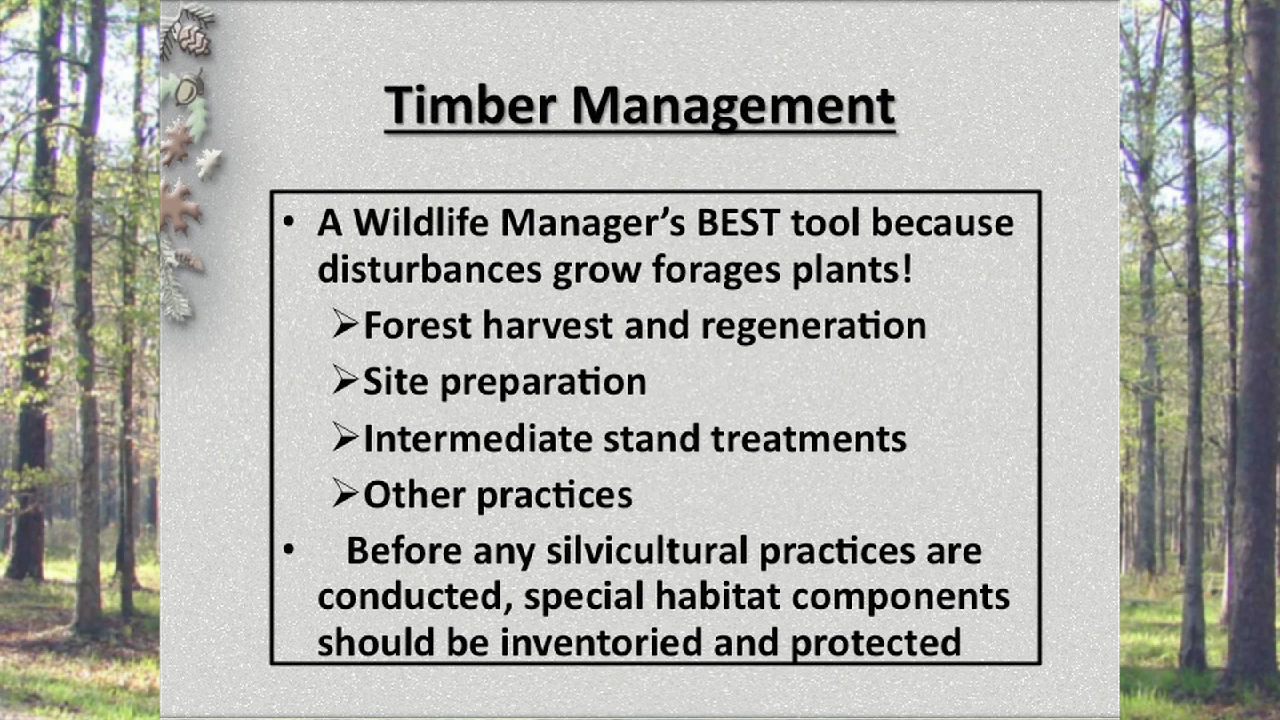 Timber Management
• A Wildlife Manager’s BEST tool because
disturbances grow forages plants!
➢Forest harvest and regeneration
➢Site preparation
➢Intermediate stand treatments
➢Other practices
• Before any silvicultural practices are
conducted, special habitat components
should be inventoried and protected